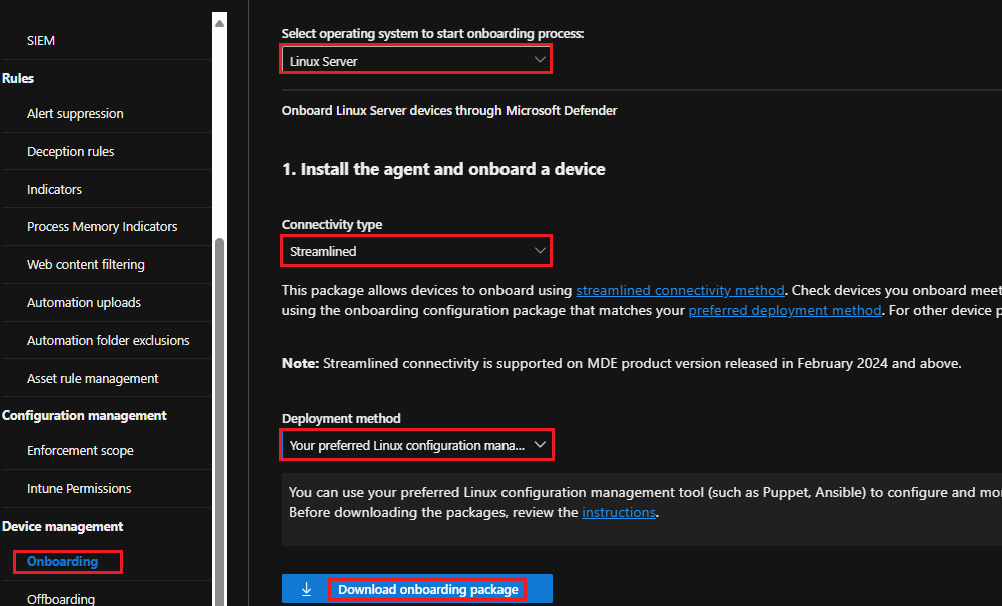 SIEM
Rules
Alert suppression
Deception rules
Indicators
Process Memory Indicators
Web content filtering
Automation uploads
Automation folder exclusions
Asset rule management
Configuration management
Enforcement scope
Intune Permissions
Device management
Onboarding
Offboarding
Select operating system to start onboarding process:
Linux Server
Onboard Linux Server devices through Microsoft Defender
1. Install the agent and onboard a device
Connectivity type
Streamlined
This package allows devices to onboard using streamlined connectivity method. Check devices you onboard meet
using the onboarding configuration package that matches your preferred deployment method. For other device p
Note: Streamlined connectivity is supported on MDE product version released in February 2024 and above.
Deployment method
Your preferred Linux configuration mana...
You can use your preferred Linux configuration management tool (such as Puppet, Ansible) to configure and mo
Before downloading the packages, review the instructions.
Download onboarding package